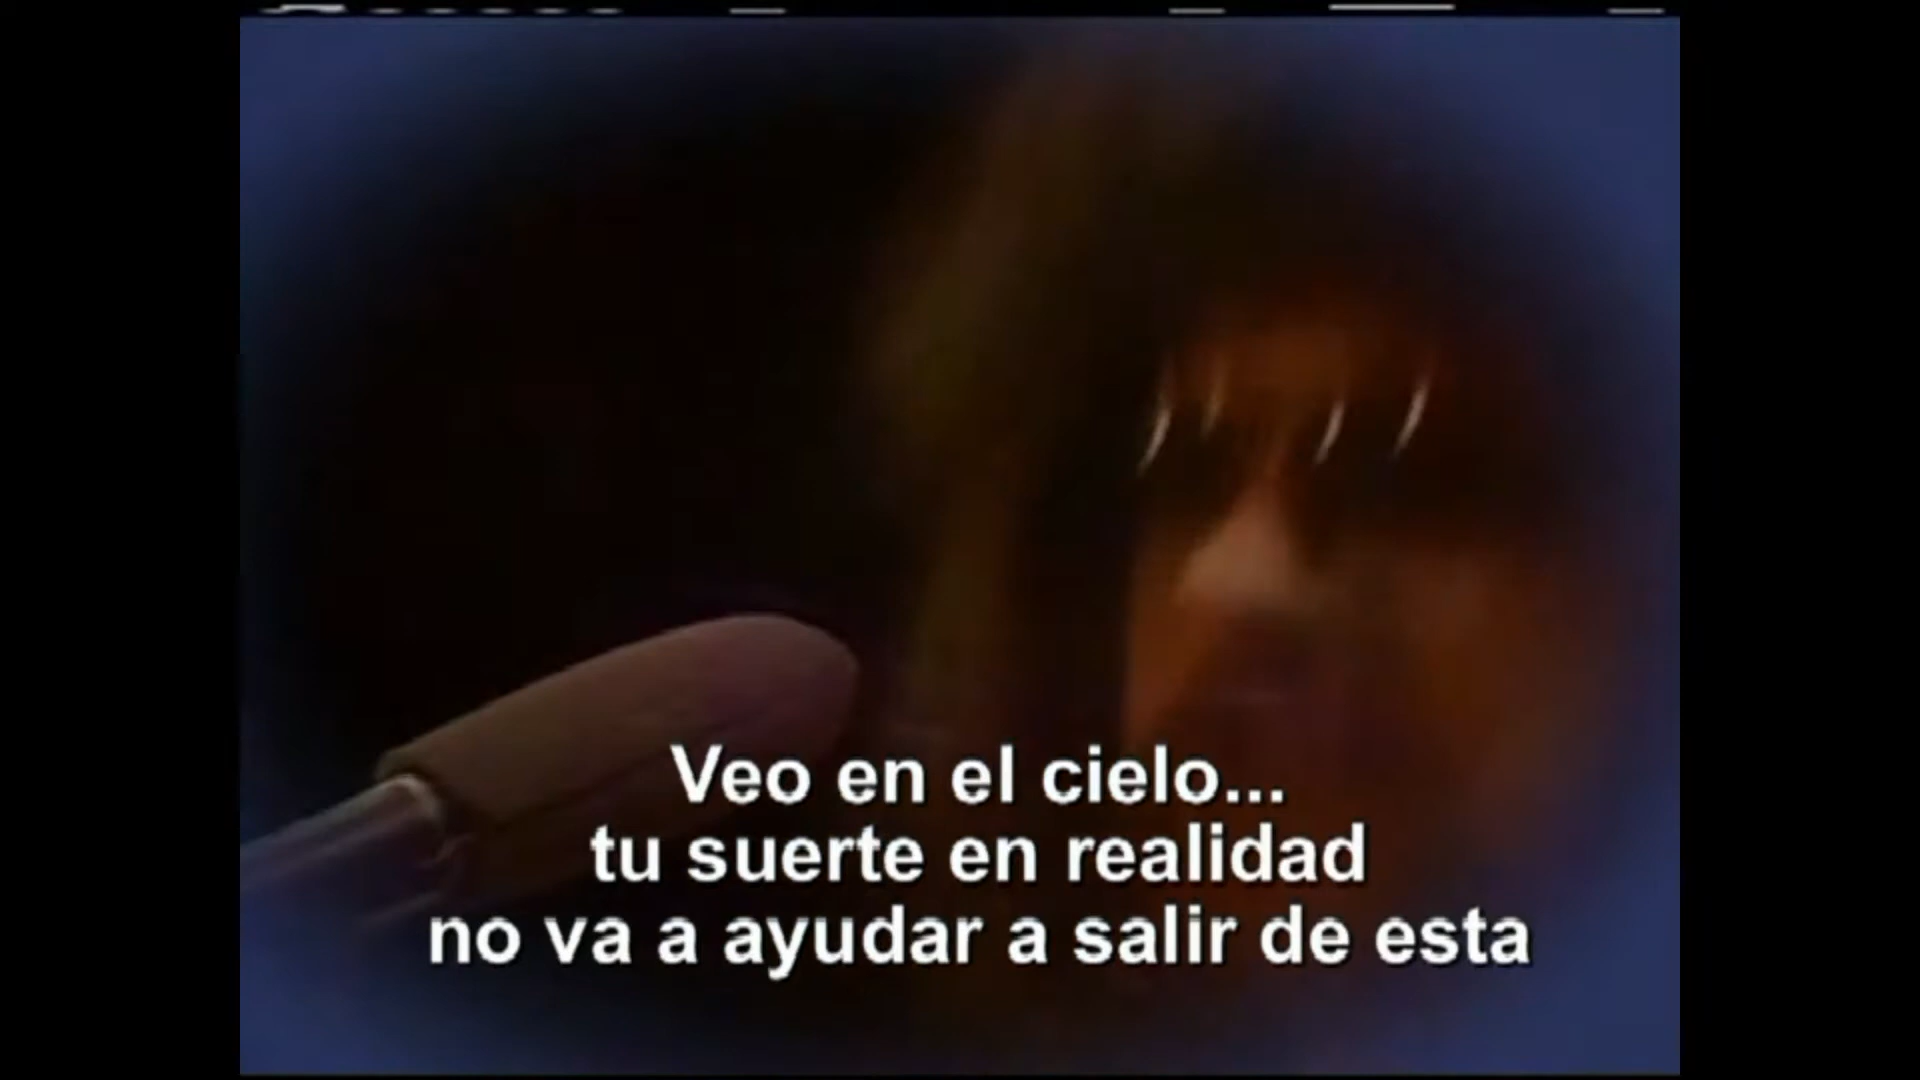 Veo en el cielo...
tu suerte en realidad
no va a ayudar a salir de esta